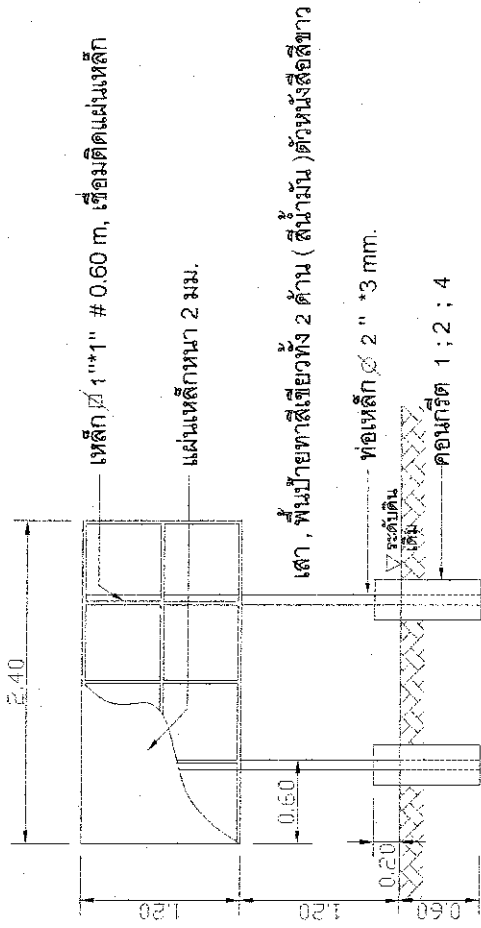 2.40
เหล็ก ⌷ 1"*1" # 0.60 m, เชื่อมติดแผ่นเหล็ก
แผ่นเหล็กหนา 2 มม.
1.20
0.60
เสา , พื้นป้ายทาสีเขียวทั้ง 2 ด้าน ( สีน้ำมัน )ตัวหนังสือสีขาว
1.20
ท่อเหล็ก ∅ 2 " *3 mm.
ระดับดิน
เดิม
0.20
0.60
คอนกรีต 1 ; 2 ; 4